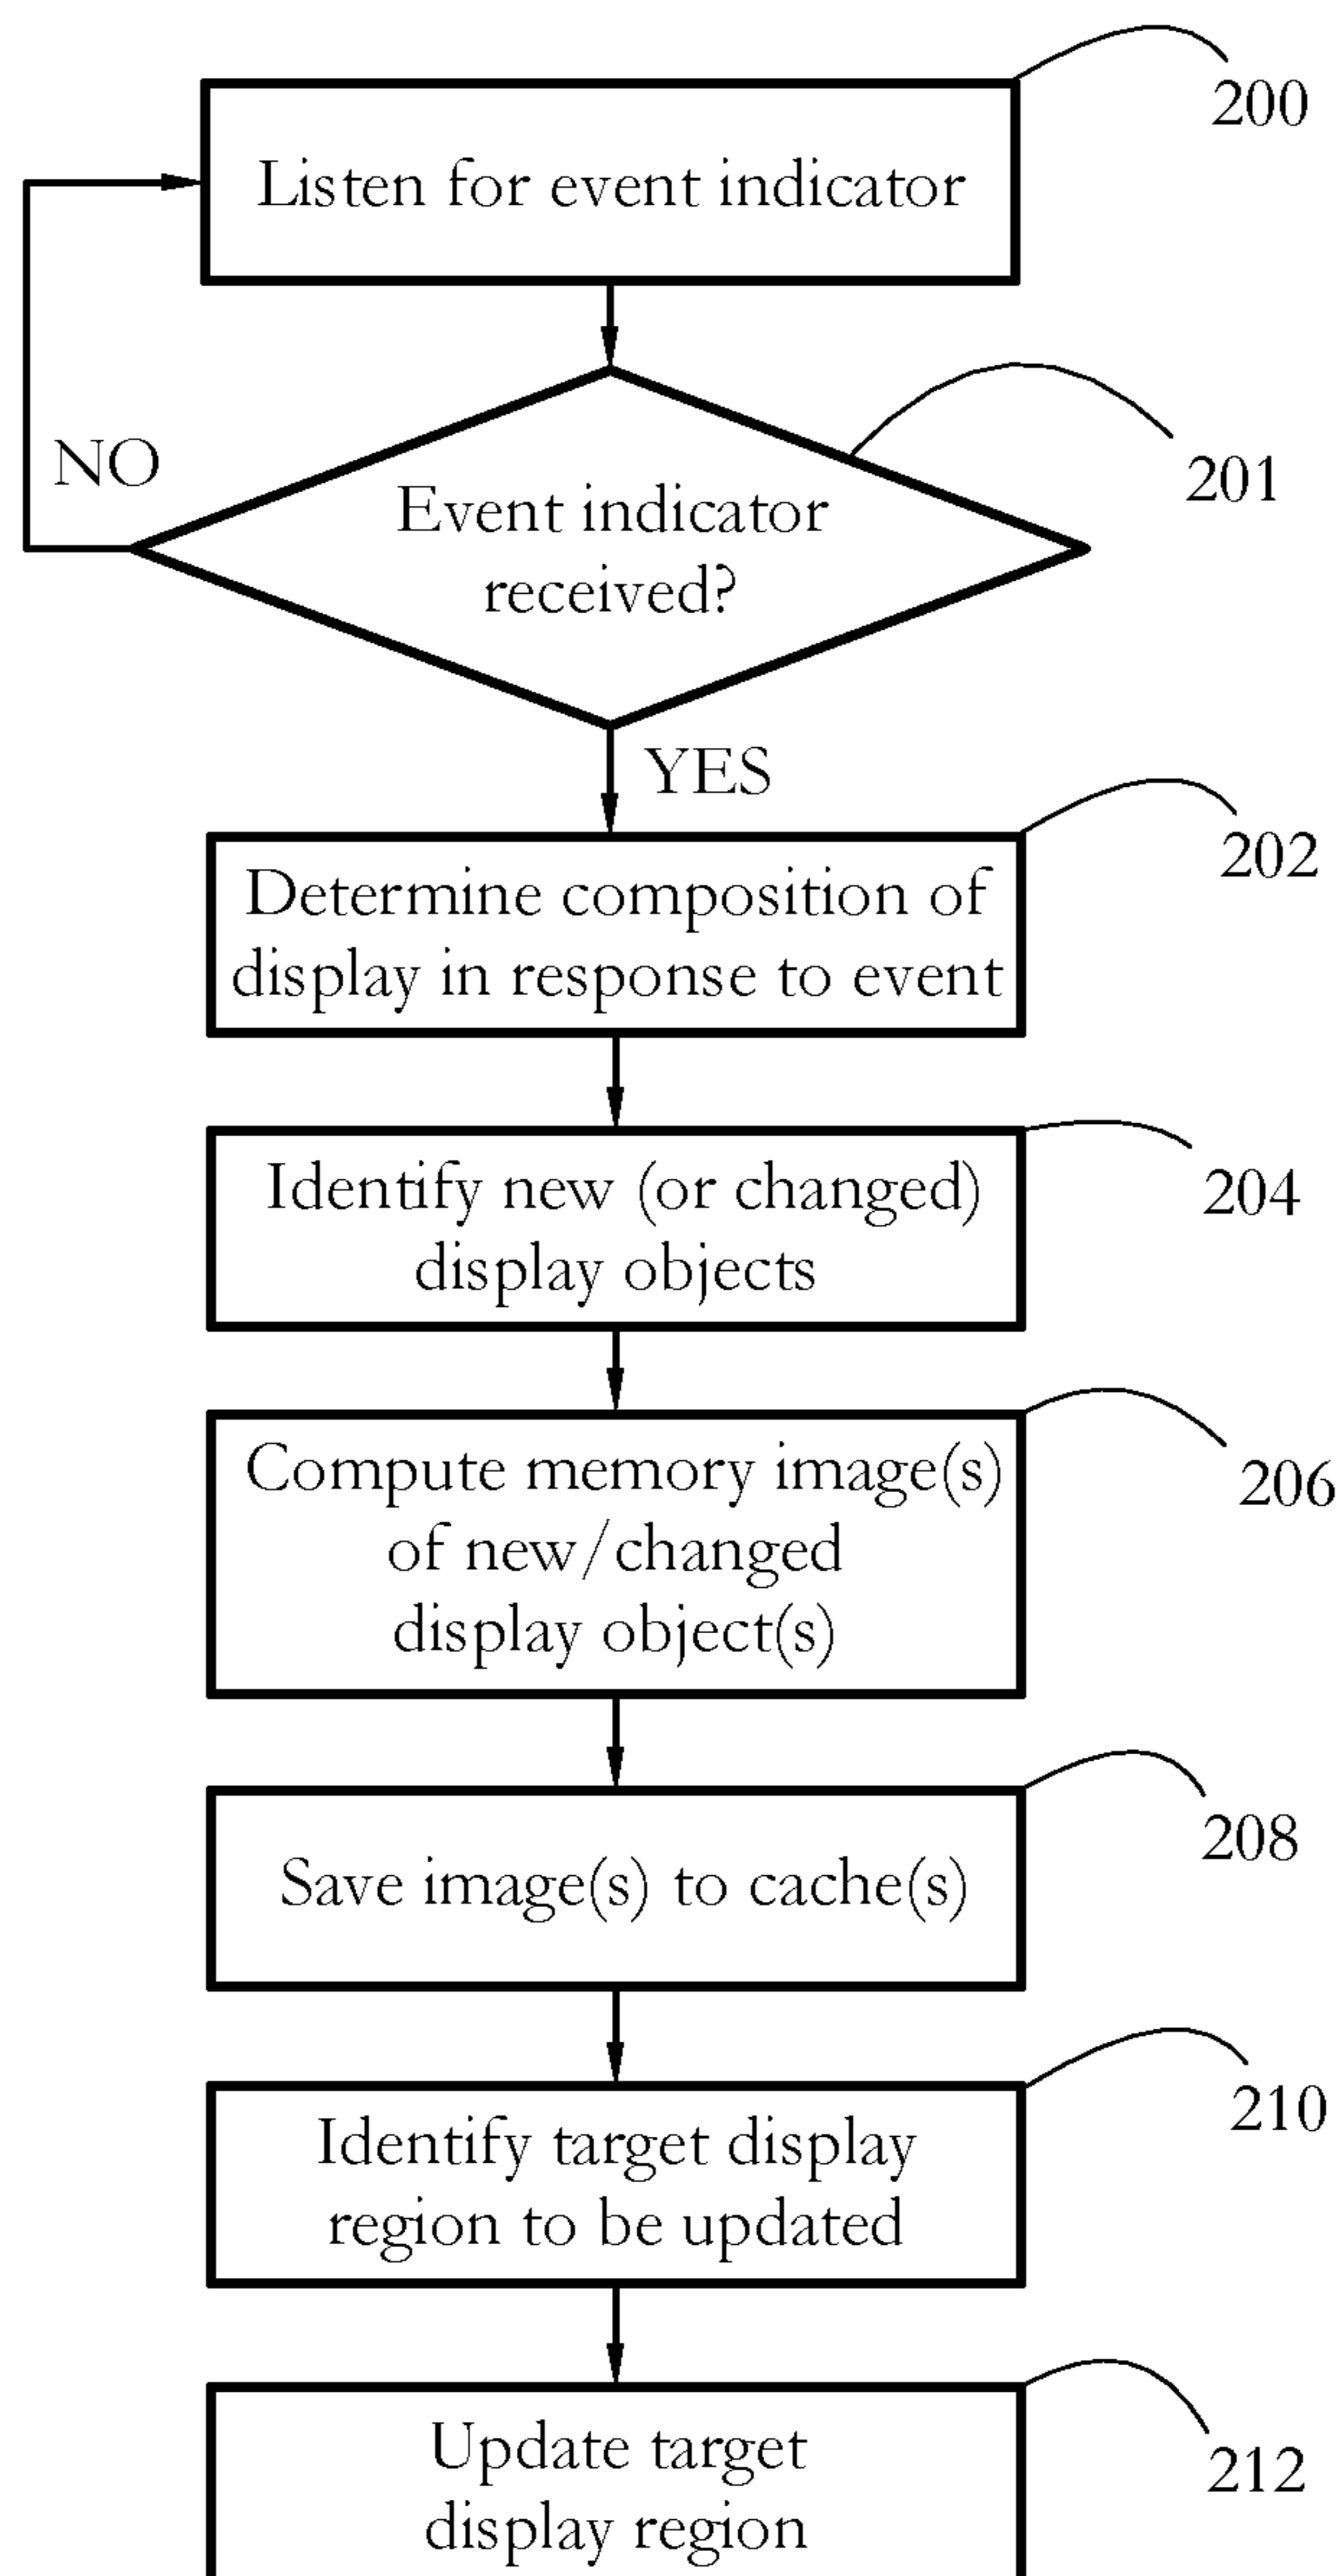 200
Listen for event indicator
NO
201
Event indicator
received?
YES
202
Determine composition of
display in response to event
204
Identify new (or changed)
display objects
206
Compute memory image(s)
of new/changed
display object(s)
208
Save image(s) to cache(s)
210
Identify target display
region to be updated
212
Update target
display region